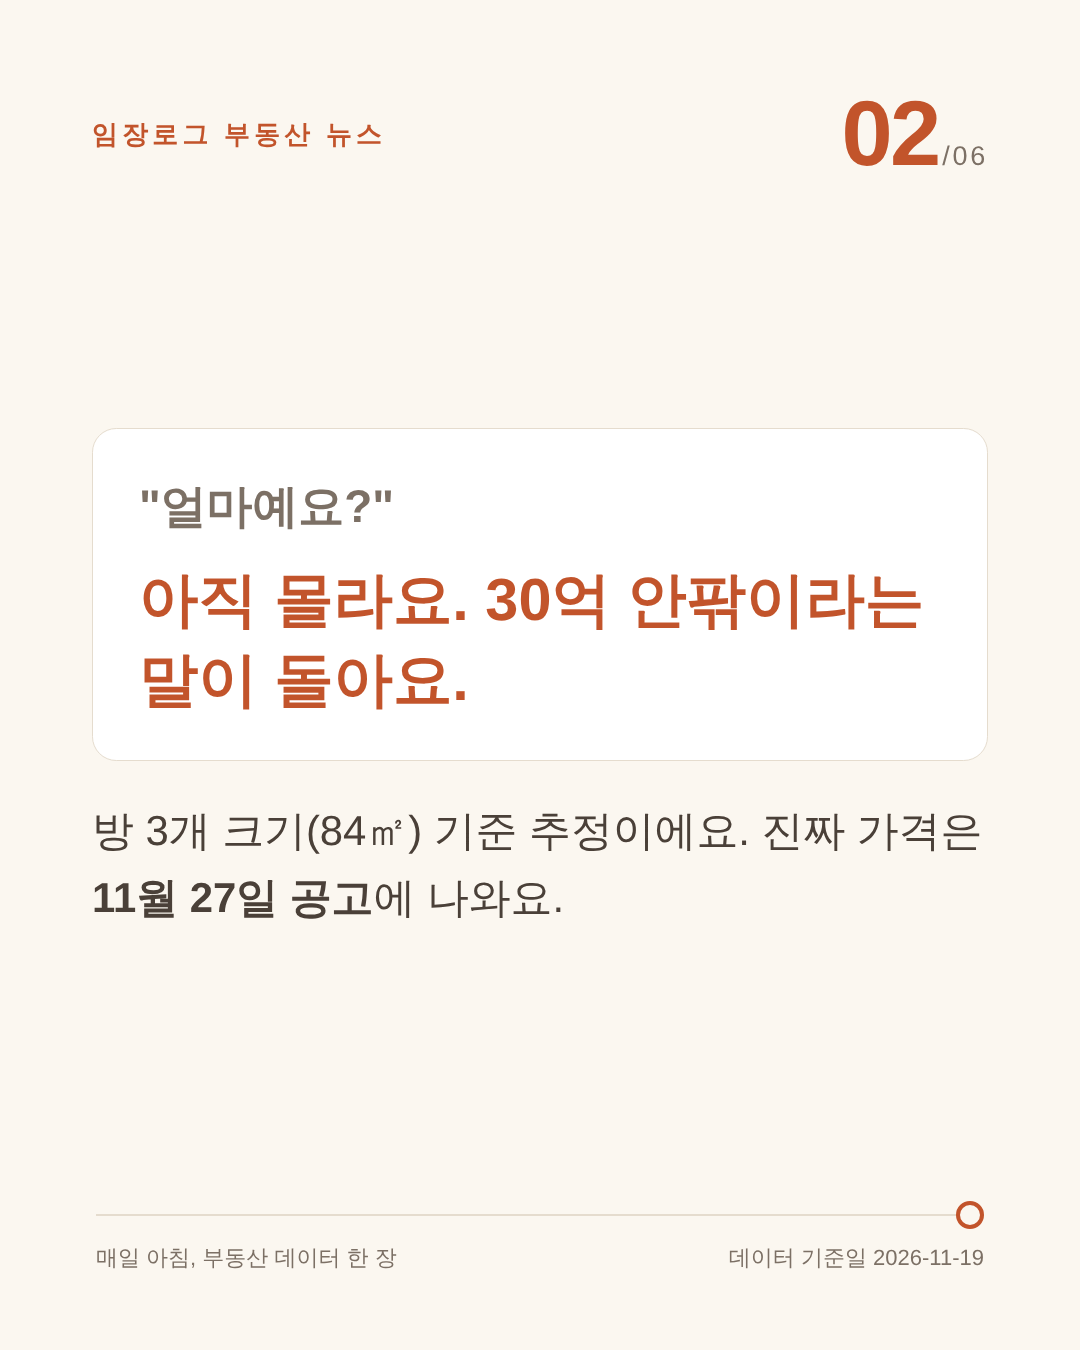 임장로그 부동산 뉴스
02/06
"얼마예요?"
아직 몰라요. 30억 안팎이라는
말이 돌아요.
방 3개 크기(84㎡) 기준 추정이에요. 진짜 가격은
11월 27일 공고에 나와요.
매일 아침, 부동산 데이터 한 장
데이터 기준일 2026-11-19